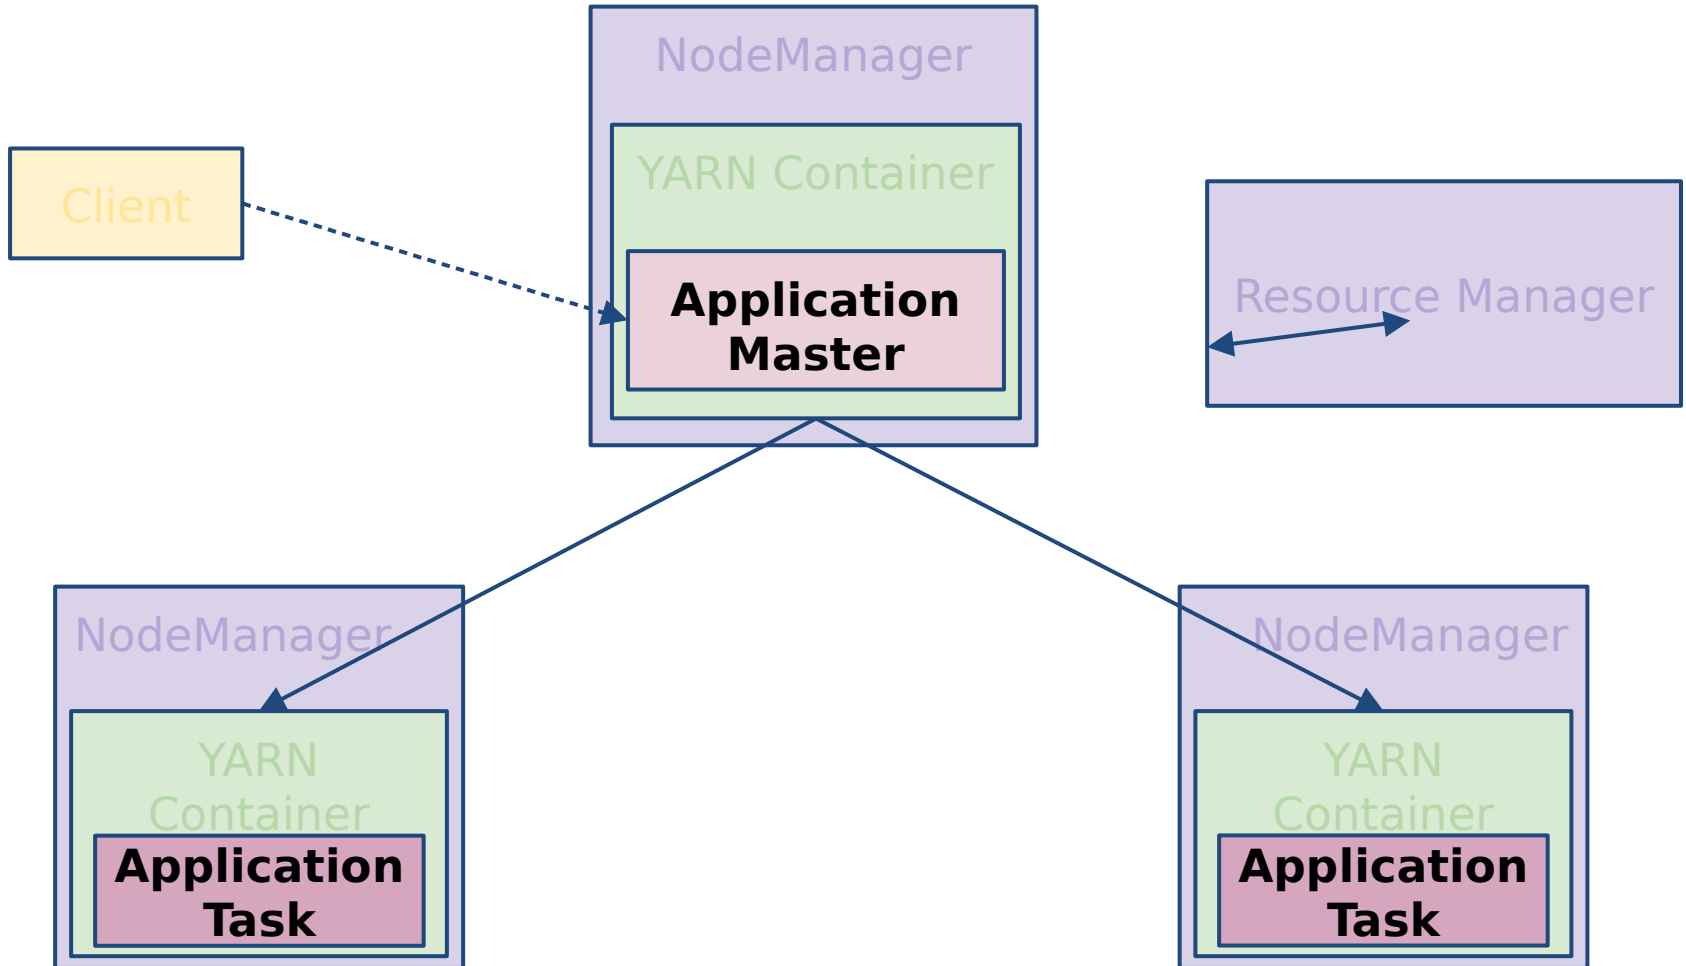 NodeManager
YARN Container
Application
Master
Client
Resource Manager
NodeManager
YARN
Container
Application
Task
NodeManager
YARN
Container
Application
Task